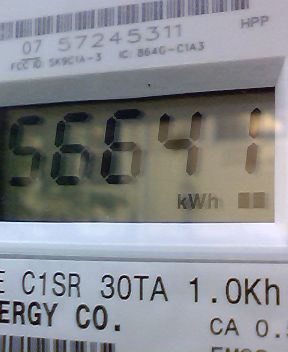 07 57245311
HPP
FCC ID: SK9C1A-3 IC: 864G-C1A3
56641
kWh
E C1SR 30TA 1.0Kh
ERGY CO.
CA 0.